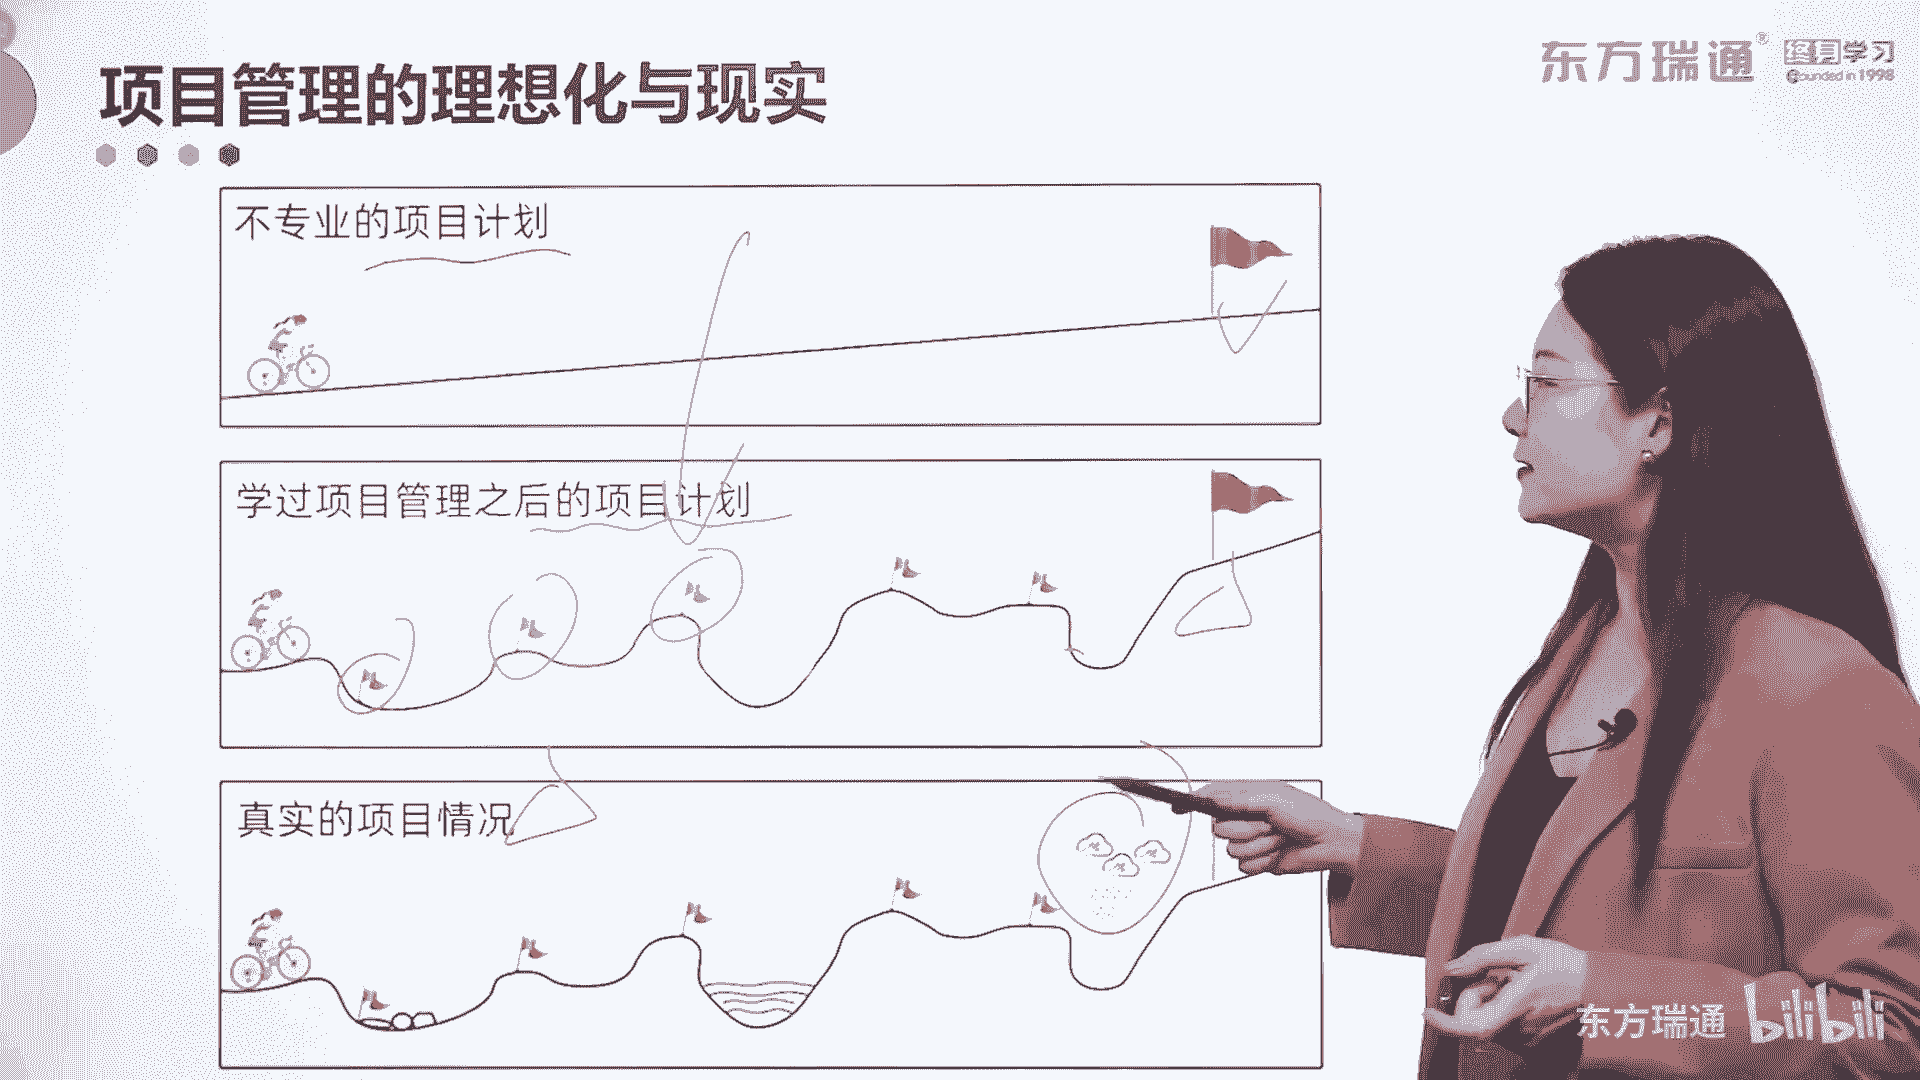 项目管理的理想化与现实
东方瑞通®
终身学习
Founded in 1998
不专业的项目计划
学过项目管理之后的项目计划
真实的项目情况
东方瑞通
bilibili